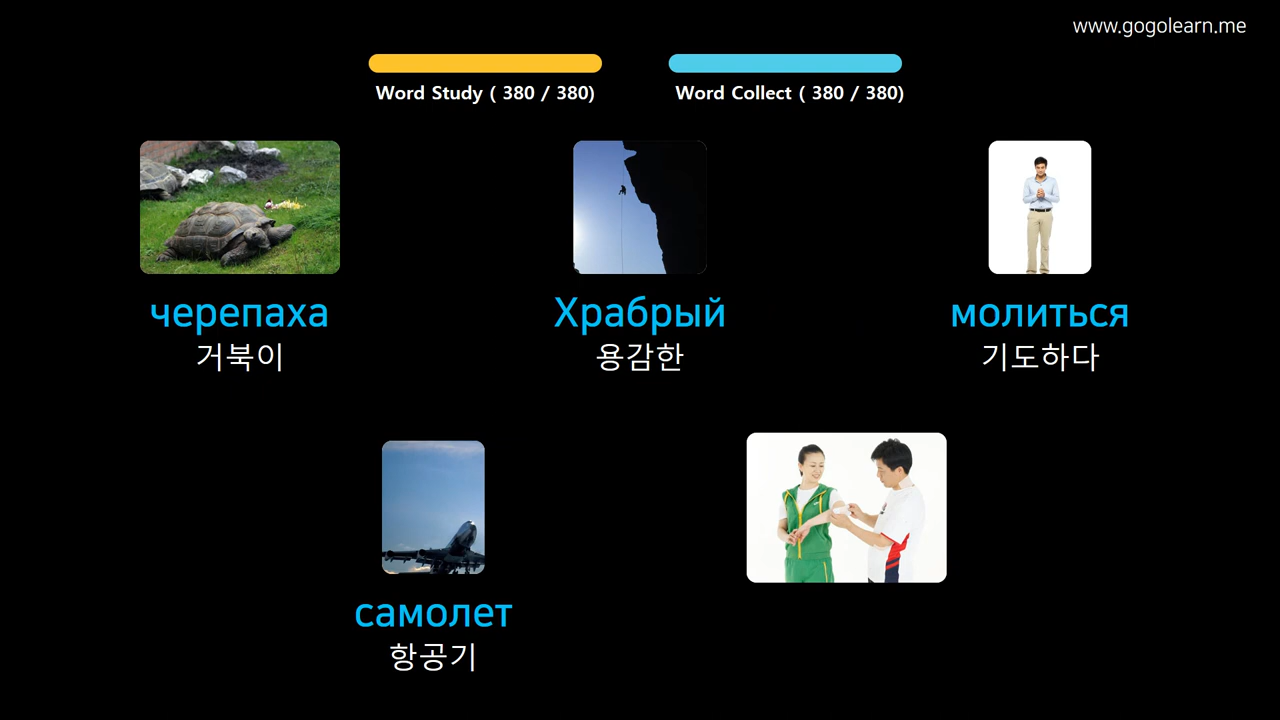 www.gogolearn.me
Word Study ( 380 / 380)
Word Collect ( 380 / 380)
черепаха
거북이
Храбрый
용감한
молиться
기도하다
самолет
항공기